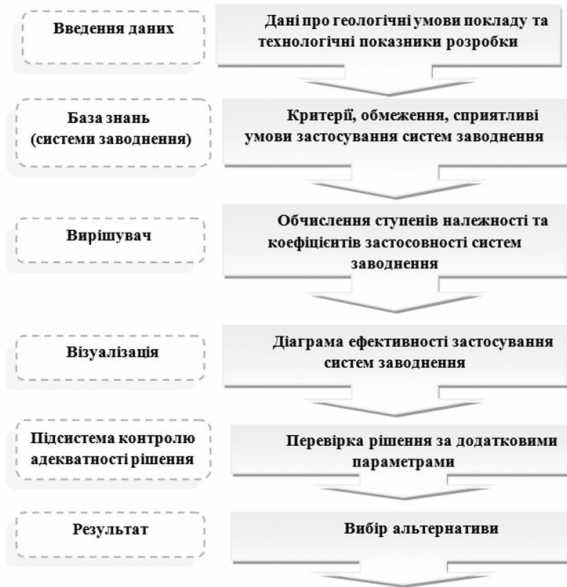 Введення даних
Дані про геологічні умови покладу та
технологічні показники розробки
База знань
(системи заводнення)
Критерії, обмеження, сприятливі
умови застосування систем заводнення
Вирішувач
Обчислення ступенів належності та
коефіцієнтів застосовності систем
заводнення
Візуалізація
Діаграма ефективності застосування
систем заводнення
Підсистема контролю
адекватності рішення
Перевірка рішення за додатковими
параметрами
Результат
Вибір альтернативи